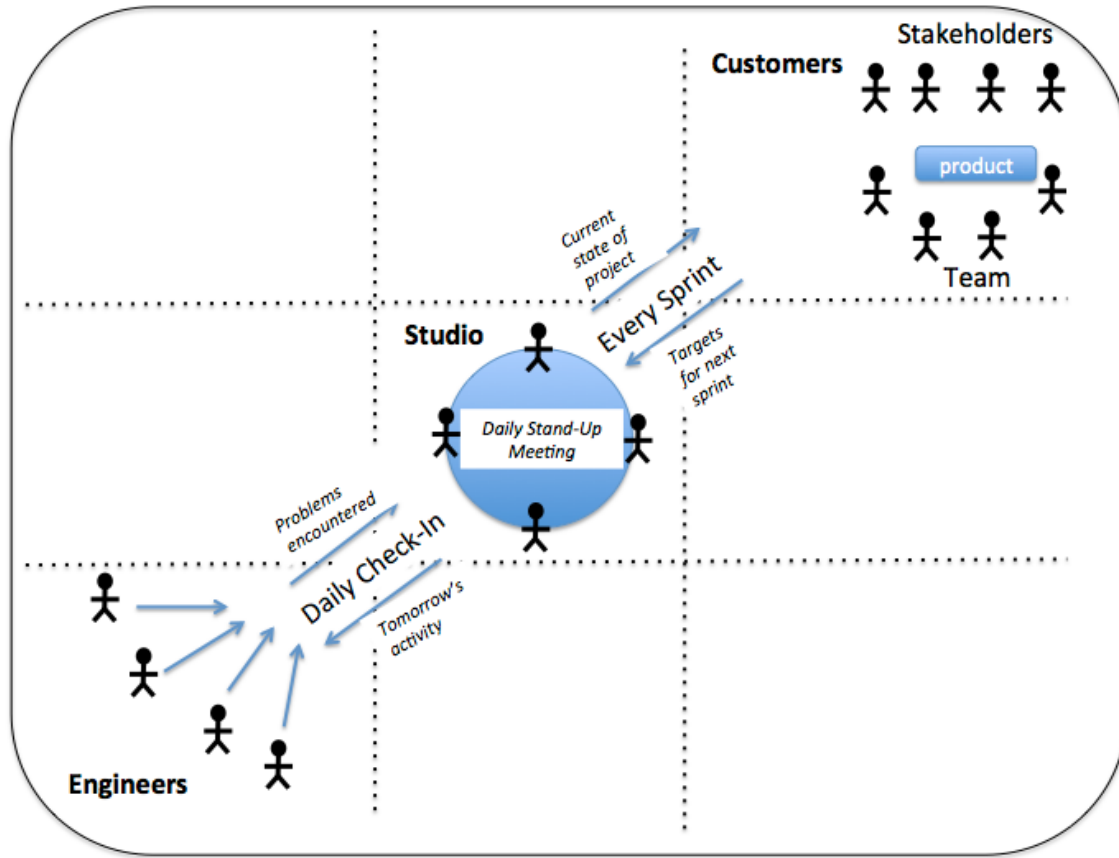 Stakeholders
Customers
product
Team
Current
state of
project
Every Sprint
Targets
for next
sprint
Studio
Daily Stand-Up
Meeting
Problems
encountered
Daily Check-In
Tomorrow's
activity
Engineers